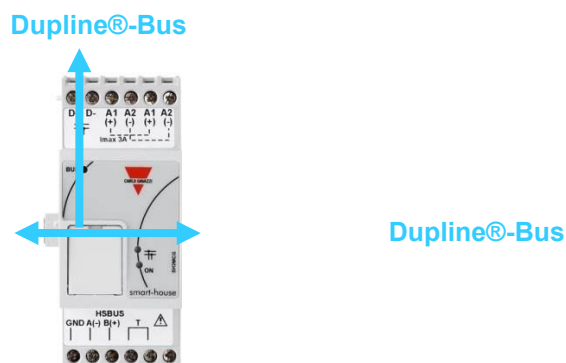 Dupline®-Bus
D- A1 A2 A1 A2
(+) (-) (+) (-)
Imax 3A
BUS
CARLO GAVAZZI
Dupline®-Bus
ON
smart-house
HSBUS
GND A(-) B(+) T